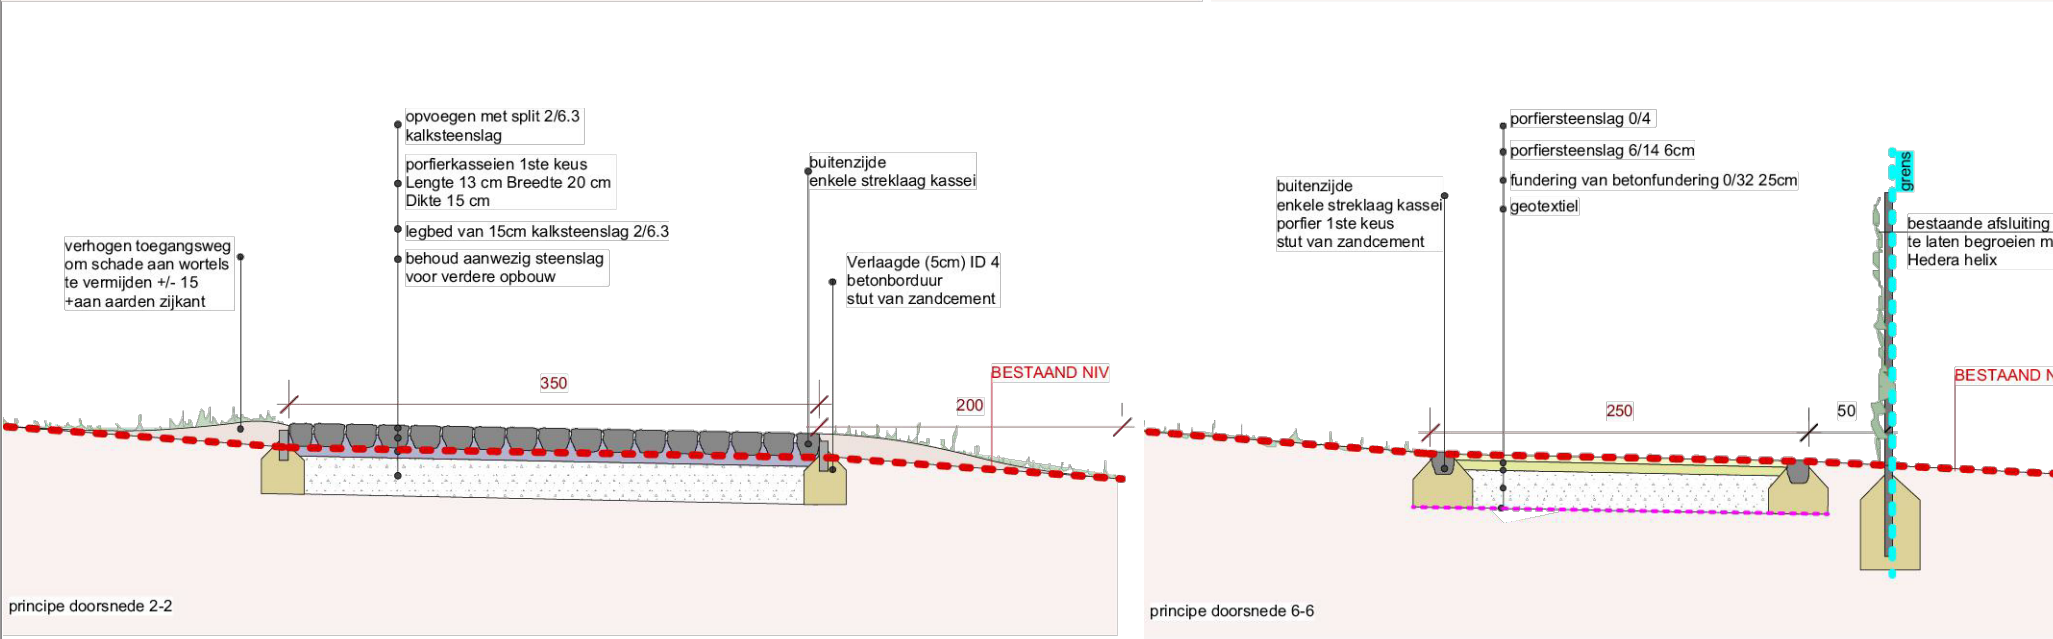 opvoegen met split 2/6.3
kalksteenslag
porfierkasseien 1ste keus
Lengte 13 cm Breedte 20 cm
Dikte 15 cm
legbed van 15cm kalksteenslag 2/6.3
behoud aanwezig steenslag
voor verdere opbouw
verhogen toegangsweg
om schade aan wortels
te vermijden +/- 15
+aan aarden zijkant
buitenzijde
enkele streklaag kassei
Verlaagde (5cm) ID 4
betonborduur
stut van zandcement
350
200
BESTAAND NIV
principe doorsnede 2-2
porfiersteenslag 0/4
porfiersteenslag 6/14 6cm
fundering van betonfundering 0/32 25cm
geotextiel
buitenzijde
enkele streklaag kassei
porfier 1ste keus
stut van zandcement
grens
bestaande afsluiting
te laten begroeien m
Hedera helix
250
50
BESTAAND N
principe doorsnede 6-6